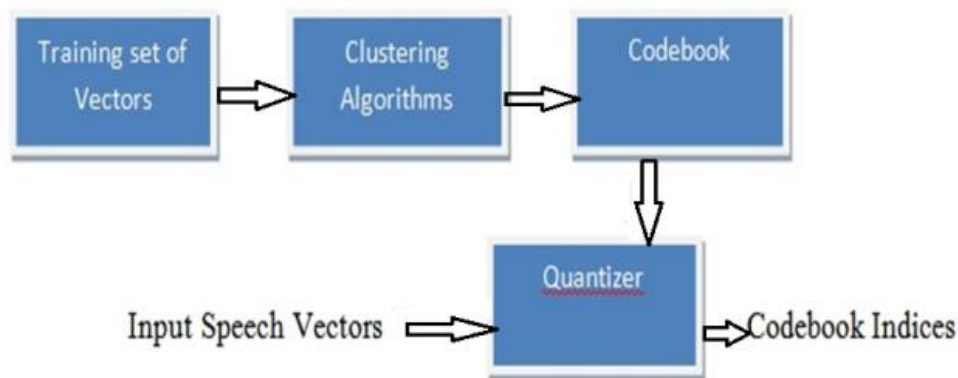 Training set of
Vectors
Clustering
Algorithms
Codebook
Quantizer
Input Speech Vectors
Codebook Indices